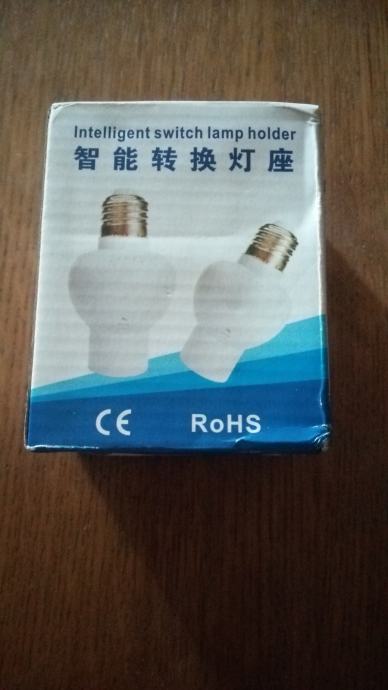 Intelligent switch lamp holder
智能转换灯座
CE
RoHS